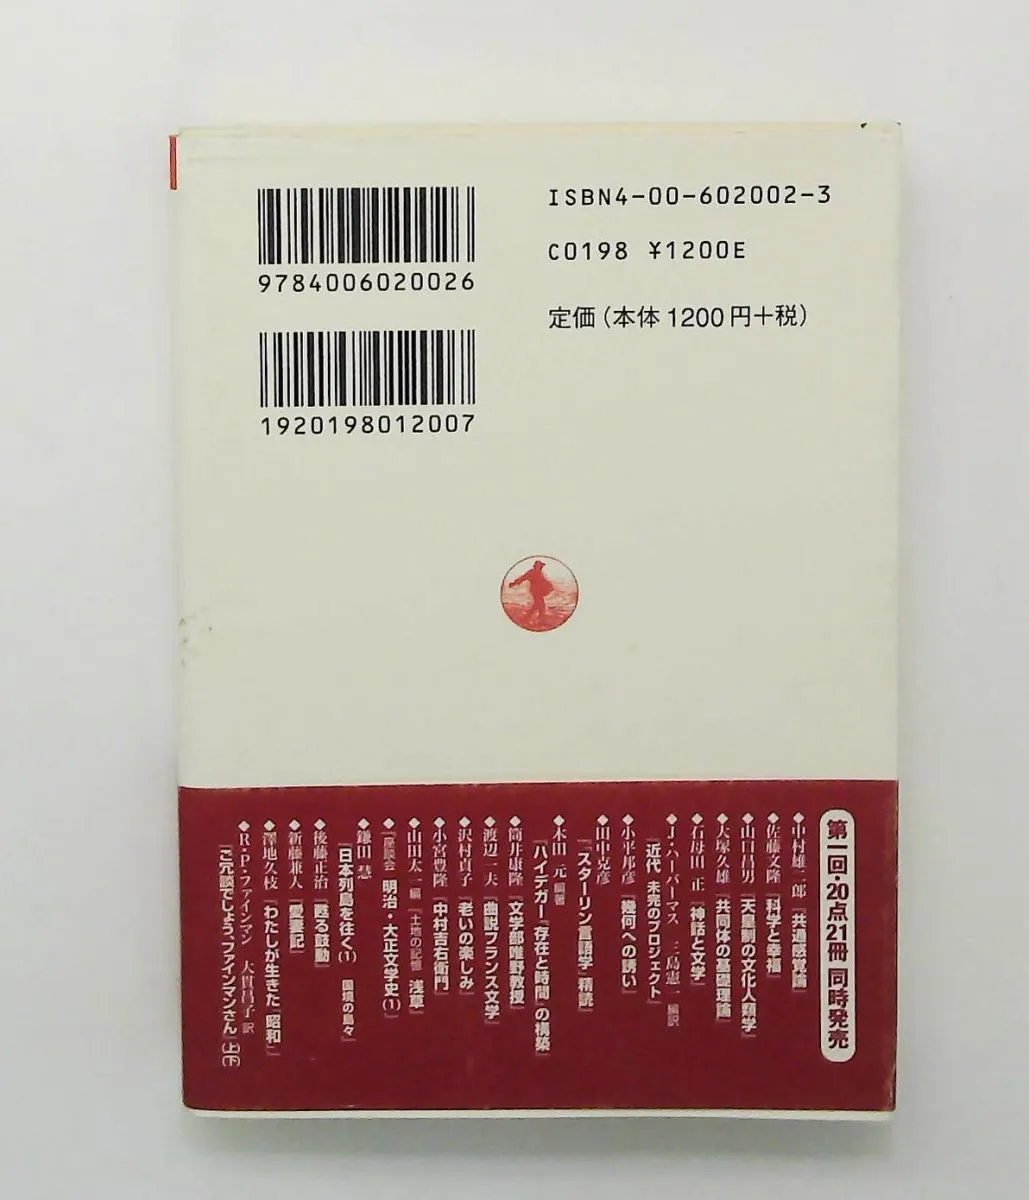 9784006020026
1920198012007
ISBN4-00-602002-3
C0198 ¥1200E
定価(本体1200円+税)
第一回・20点21冊 同時発売
◆中村雄二郎『共通感覚論』
◆佐藤文隆『科学と幸福』
◆山口昌男『天皇制の文化人類学』
◆大塚久雄『共同体の基礎理論』
◆石母田 正『神話と文学』
◆J・ハーバーマス 三島憲一編訳
『近代 未完のプロジェクト』
◆小平邦彦『幾何への誘い』
◆田中克彦
『「スターリン言語学」精読』
◆木田 元編著
『ハイデガー『存在と時間』の構築』
◆筒井康隆『文学部唯野教授』
◆渡辺一夫『曲説フランス文学』
◆沢村貞子『老いの楽しみ』
◆小宮豊隆『中村吉右衛門』
◆山田太一編『土地の記憶 浅草』
◆『座談会 明治・大正文学史(1)』
◆鎌田 慧
『日本列島を往く(1) 国境の島々』
◆後藤正治『甦る鼓動』
◆新藤兼人『愛妻記』
◆澤地久枝『わたしが生きた「昭和」』
◆R・P・ファインマン 大貫昌子訳
『ご冗談でしょう、ファインマンさん』(上)(下)